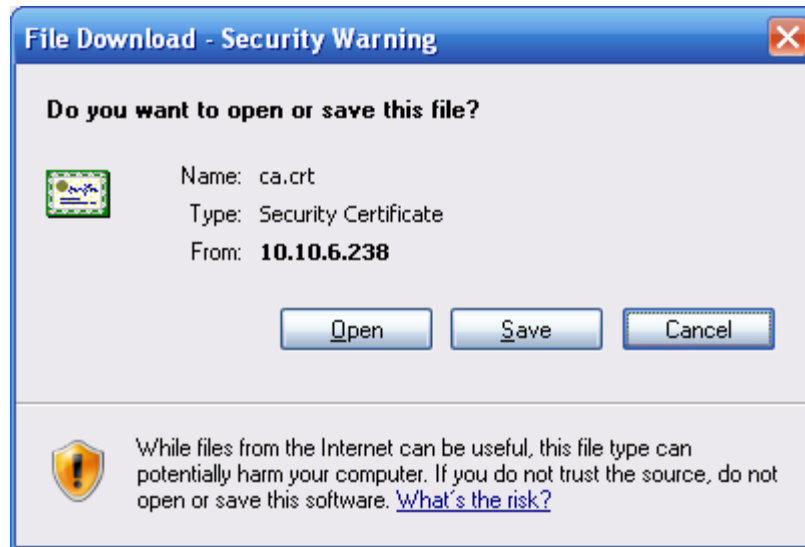 File Download - Security Warning
Do you want to open or save this file?
Name: ca.crt
Type: Security Certificate
From: 10.10.6.238
Open Save Cancel
While files from the Internet can be useful, this file type can
potentially harm your computer. If you do not trust the source, do not
open or save this software. What's the risk?